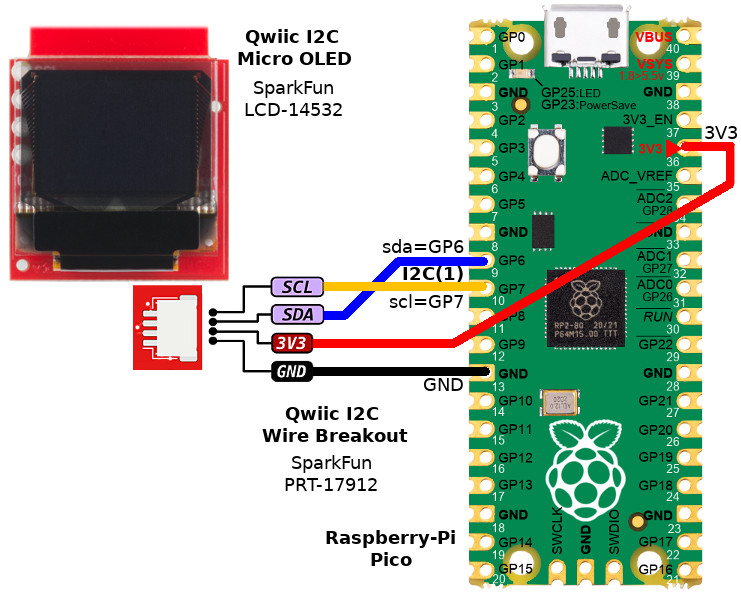 Qwiic I2C
Micro OLED
SparkFun
LCD-14532
sda=GP6
I2C(1)
scl=GP7
SCL
SDA
3V3
GND
GND
Qwiic I2C
Wire Breakout
SparkFun
PRT-17912
Raspberry-Pi
Pico
GP0
1
GP1
2
GND
3
GP2
4
GP3
5
GP4
6
GP5
7
GND
8
GP6
9
GP7
10
GP8
11
GP9
12
GND
13
GP10
14
GP11
15
GP12
16
GP13
17
GND
18
GP14
19
GP15
20
GP25:LED
GP23:PowerSave
RP2-B0 20/21
P64M15.00 TTT
SWCLK
GND
SWDIO
VBUS
40
VSYS
1.8>5.5v
39
GND
38
3V3_EN
37
3V3
3V3
36
ADC_VREF
35
ADC2
GP28
34
GND
ADC1
GP27
32
ADC0
GP26
31
RUN
30
GP22
29
GND
28
GP21
27
GP20
26
GP19
25
GP18
24
GND
23
GP17
22
GP16
21